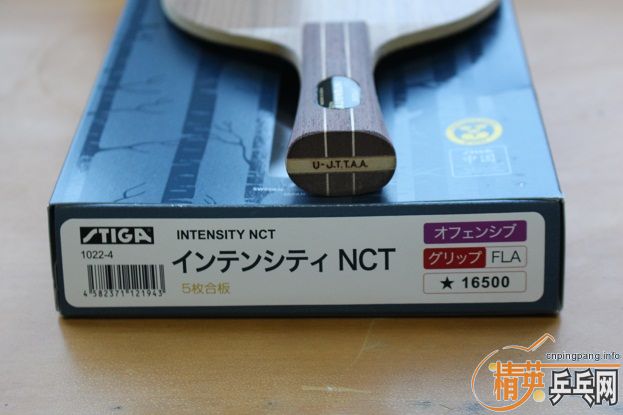 U-J.T.T.A.A.
中国
STIGA
INTENSITY NCT
オフェンシブ
1022-4
インテンシティ NCT
グリップ FLA
4 582371 121943
5枚合板
★ 16500
cnpingpang.info
精英乒乓网